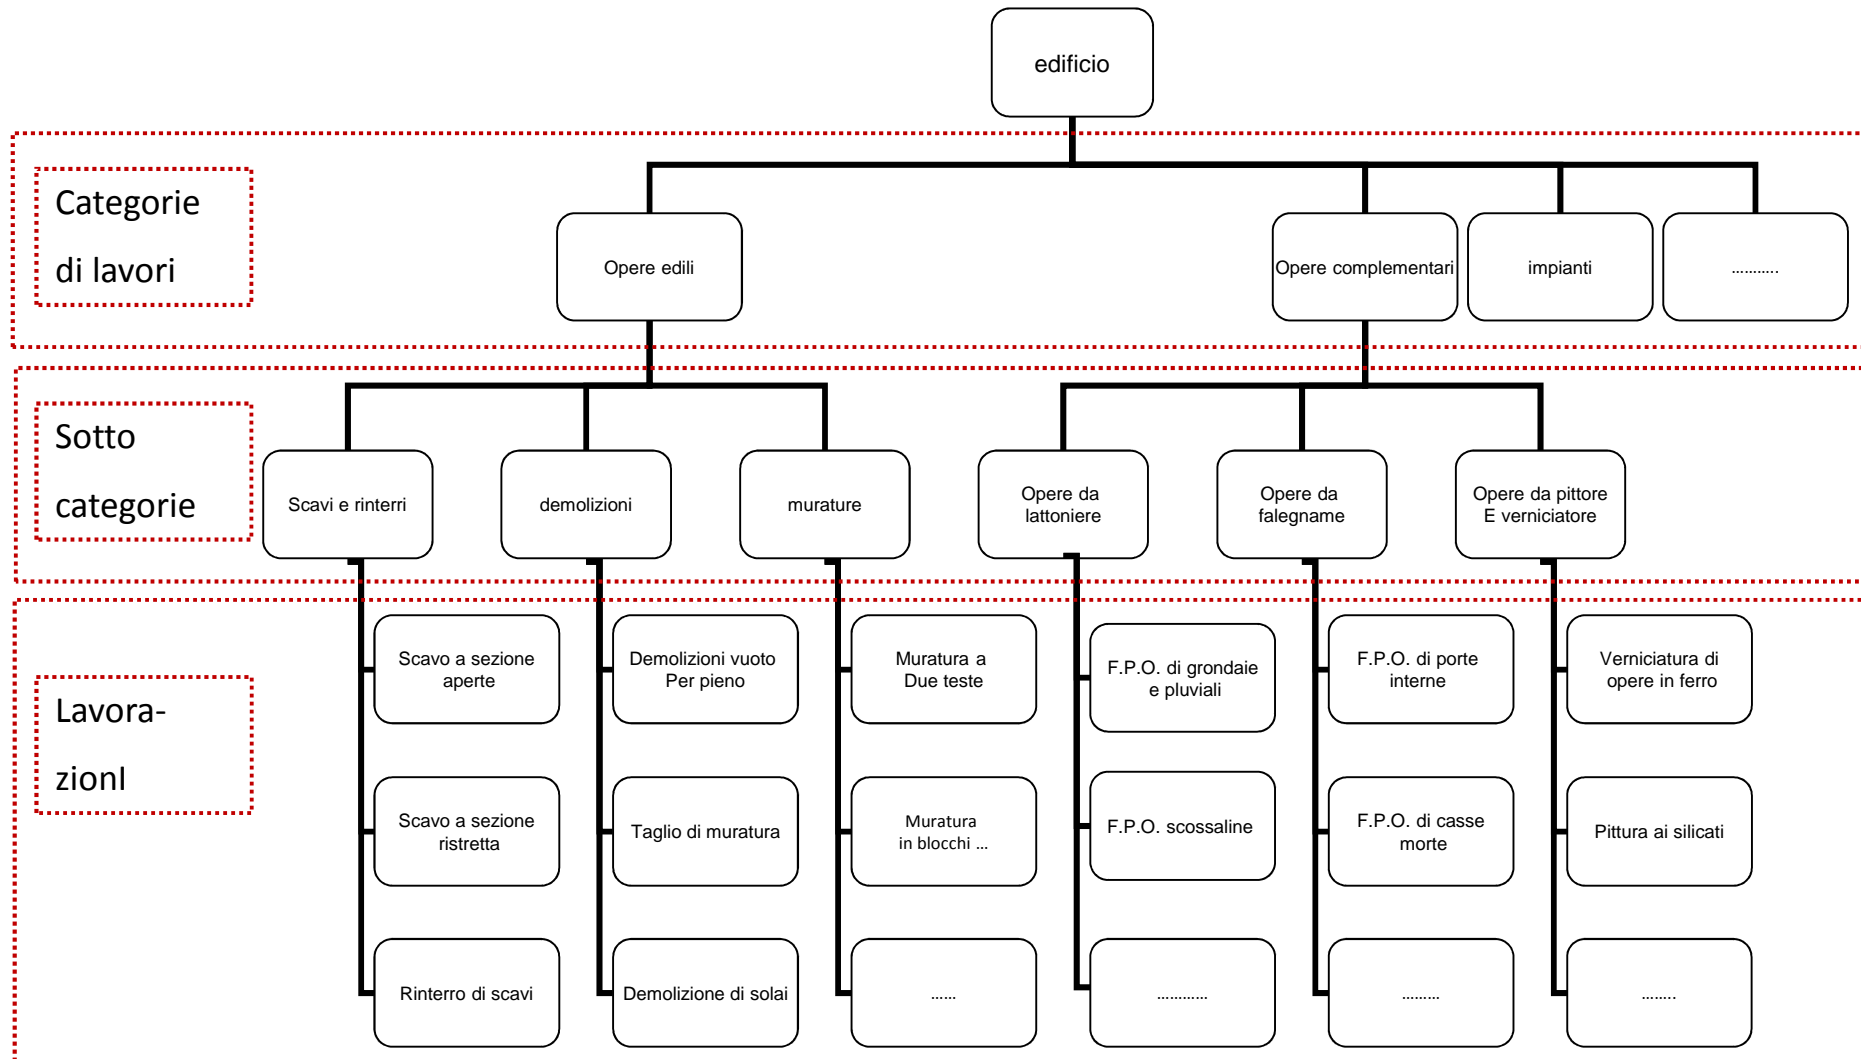 edificio
Categorie
di lavori
Opere edili
Opere complementari
impianti
...........
Sotto
categorie
Scavi e rinterri
demolizioni
murature
Opere da
lattoniere
Opere da
falegname
Opere da pittore
E verniciatore
Lavora-
zionI
Scavo a sezione
aperte
Demolizioni vuoto
Per pieno
Muratura a
Due teste
F.P.O. di grondaie
e pluviali
F.P.O. di porte
interne
Verniciatura di
opere in ferro
Scavo a sezione
ristretta
Taglio di muratura
Muratura
in blocchi ...
F.P.O. scossaline
F.P.O. di casse
morte
Pittura ai silicati
Rinterro di scavi
Demolizione di solai
......
............
.........
........